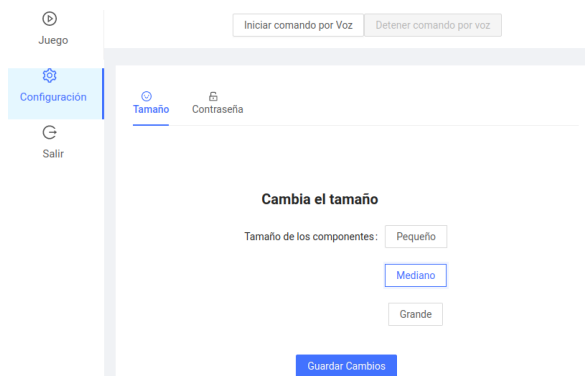 Juego
Iniciar comando por Voz
Detener comando por voz
Configuración
Tamaño
Contraseña
Salir
Cambia el tamaño
Tamaño de los componentes:
Pequeño
Mediano
Grande
Guardar Cambios